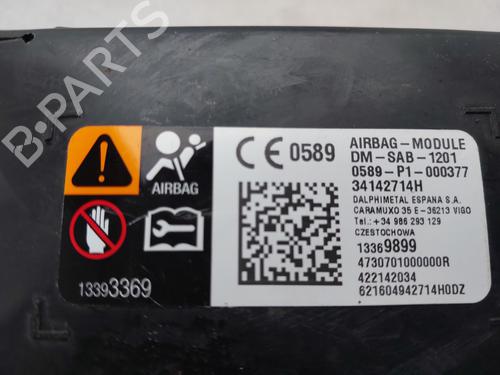 B-PARTS
AIRBAG
13393369
CE 0589
AIRBAG-MODULE
DM-SAB-1201
0589-P1-000377
34142714H
DALPHIMETAL ESPANA S.A.
CARAMUXO 35 E-36213 VIGO
Tel.: +34 986 293 129
CZESTOCHOWA
13369899
4730701000000R
422142034
621604942714H0DZ
L